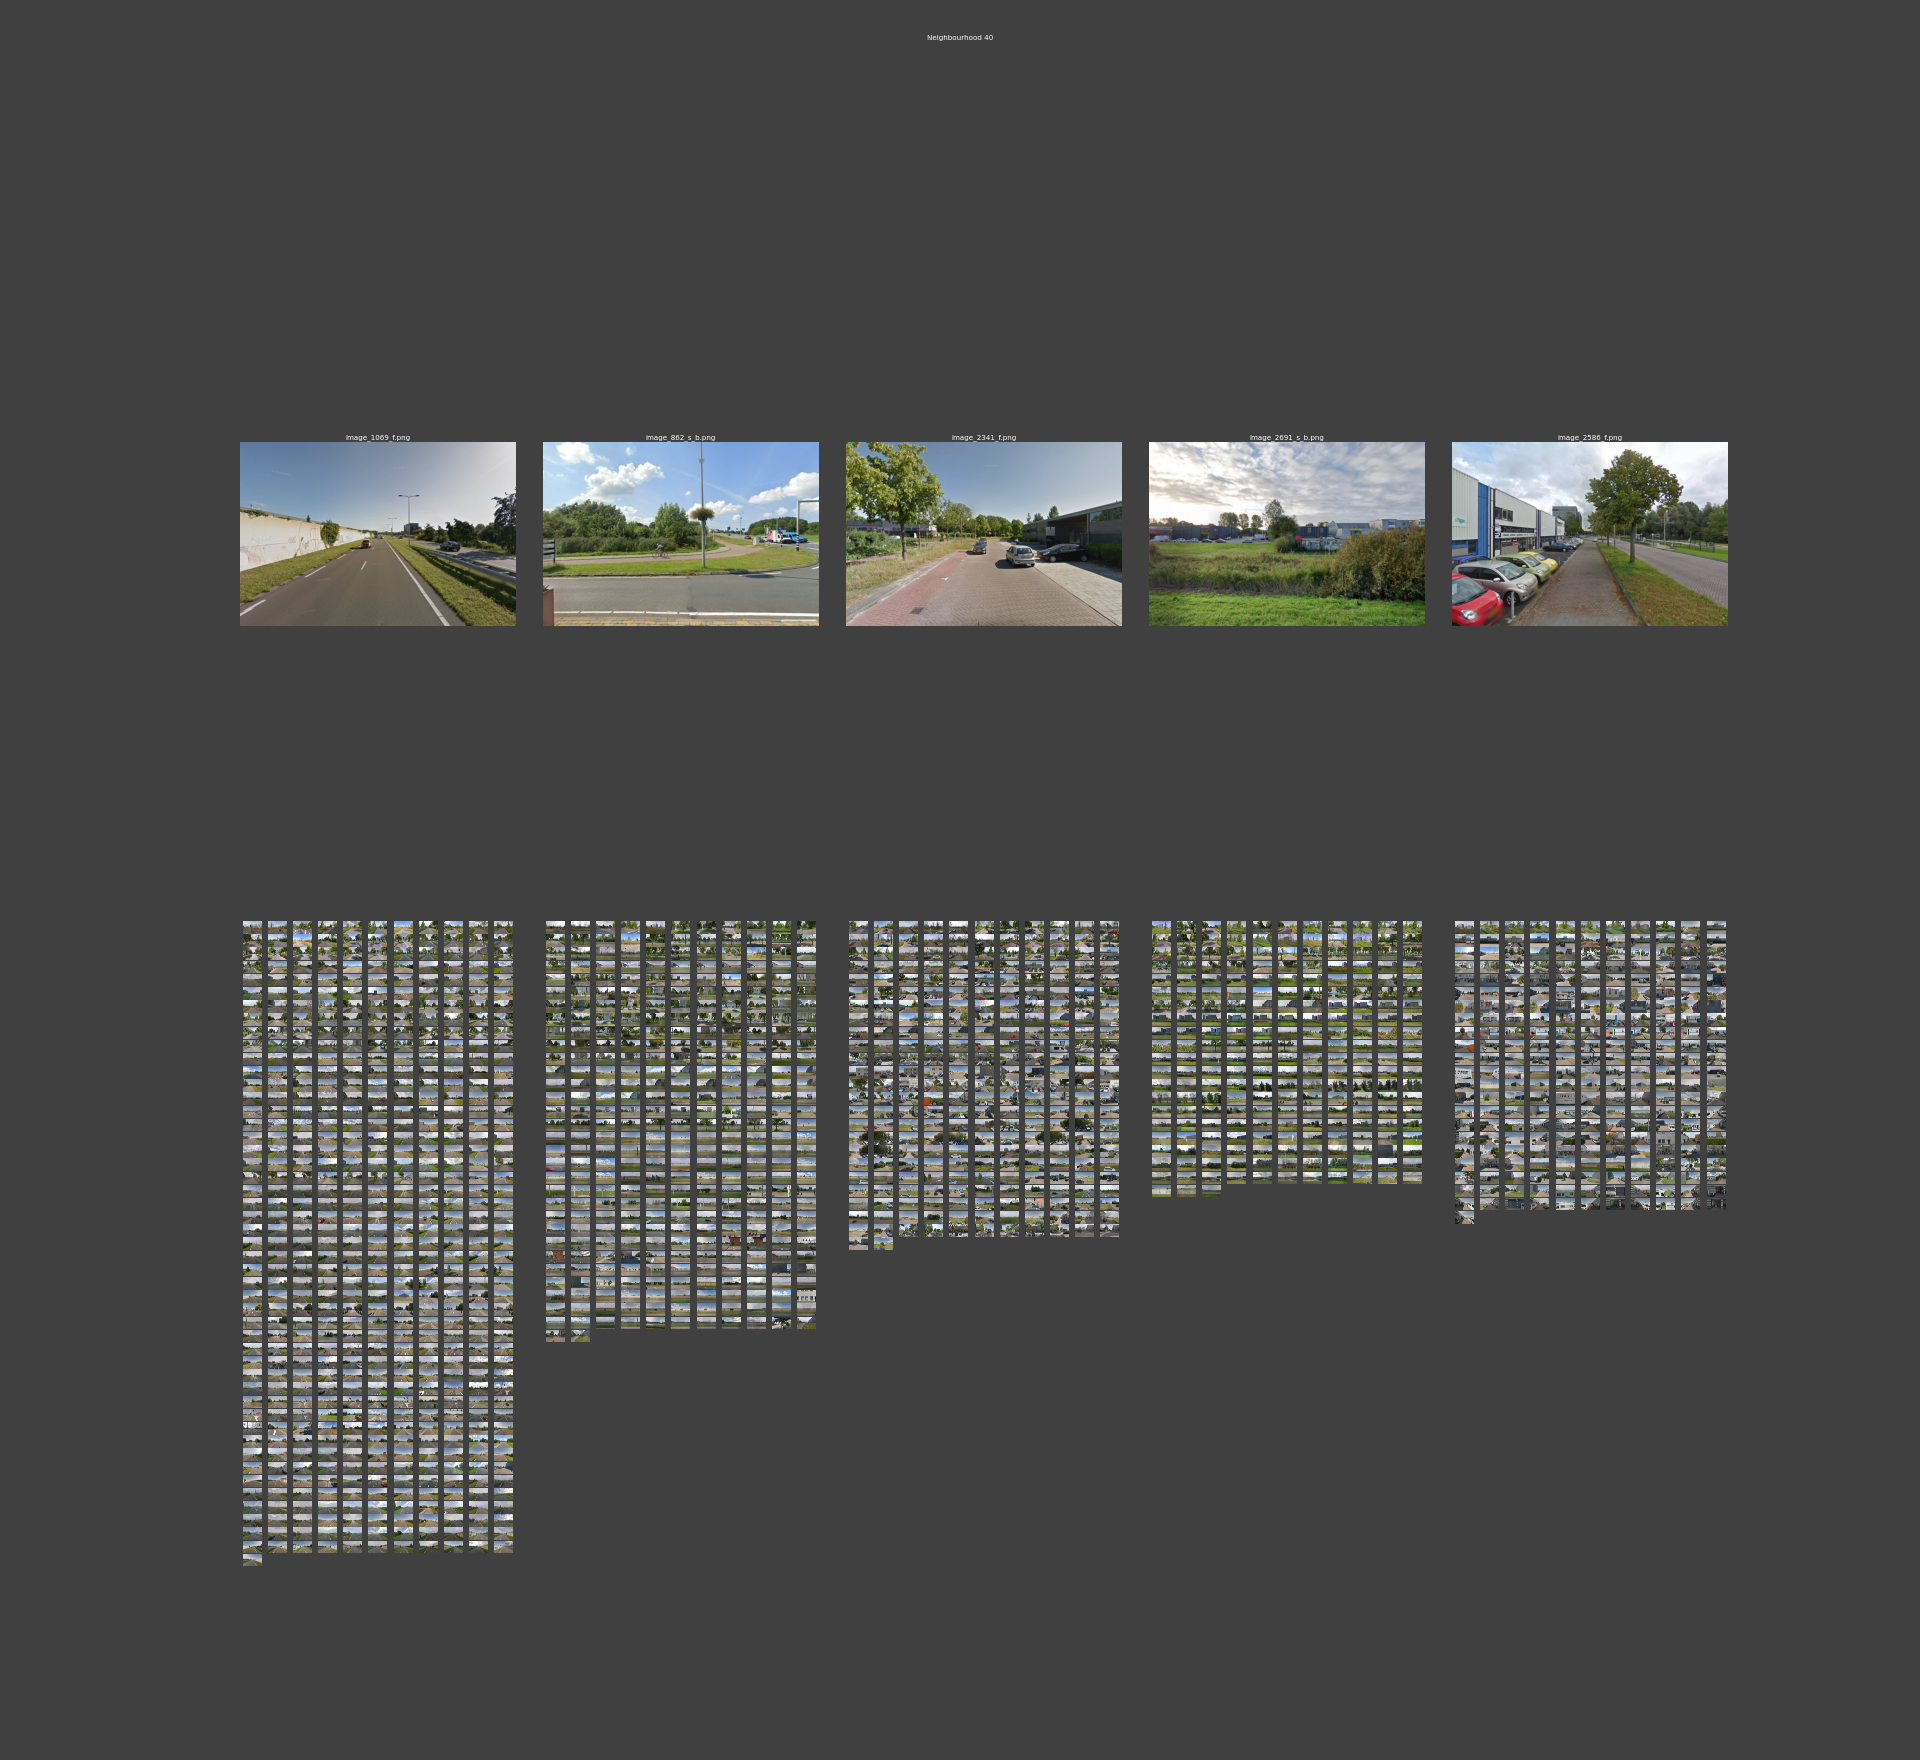 Neighbourhood 40
image_1069_f.png
image_862_s_b.png
image_2341_f.png
image_2691_s_b.png
image_2586_f.png